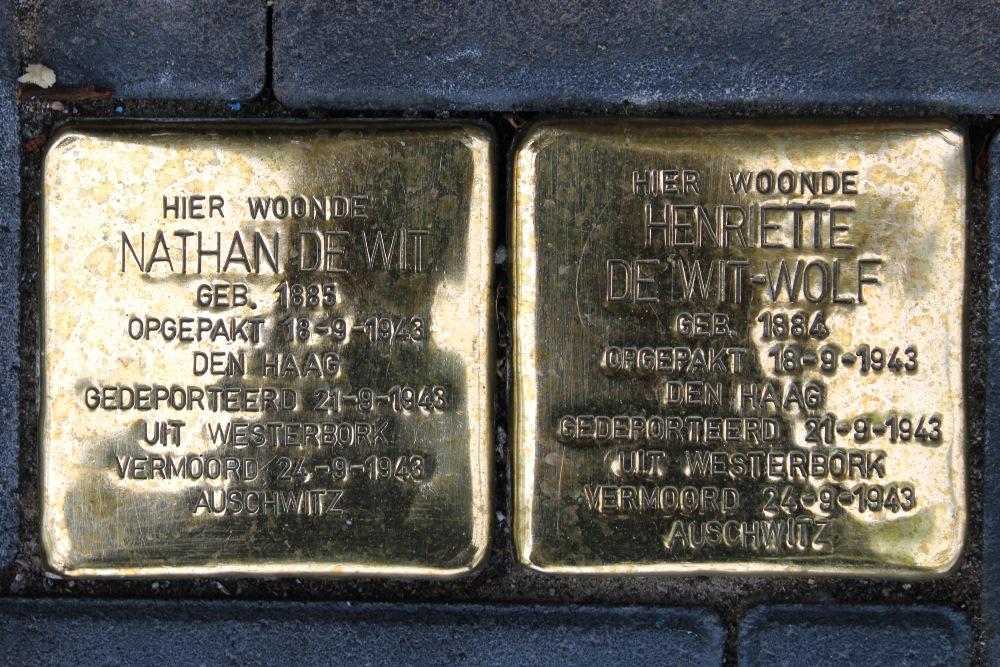 HIER WOONDE
NATHAN DE WIT
GEB. 1885
OPGEPAKT 18-9-1943
DEN HAAG
GEDEPORTEERD 21-9-1943
UIT WESTERBORK
VERMOORD 24-9-1943
AUSCHWITZ
HIER WOONDE
HENRIETTE
DE WIT-WOLF
GEB. 1884
OPGEPAKT 18-9-1943
DEN HAAG
GEDEPORTEERD 21-9-1943
UIT WESTERBORK
VERMOORD 24-9-1943
AUSCHWITZ